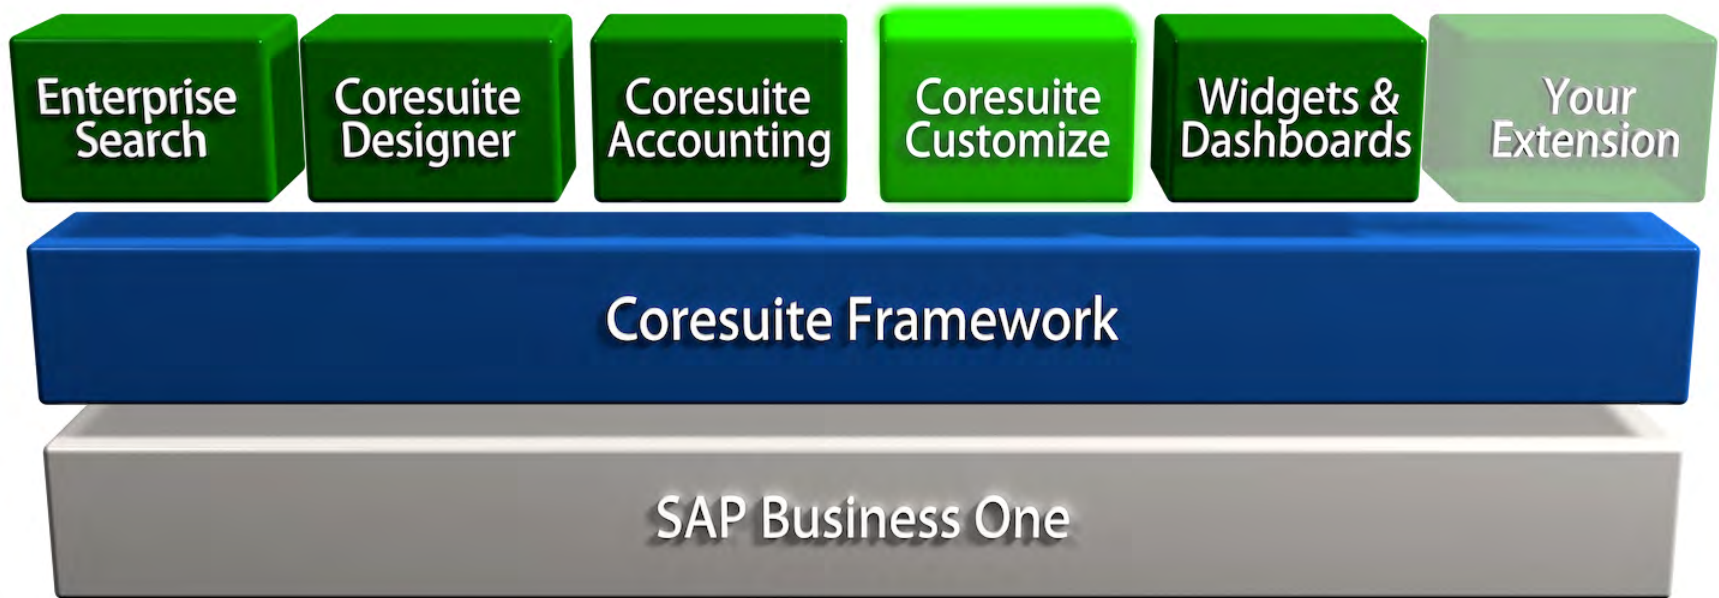 Enterprise
Search
Coresuite
Designer
Coresuite
Accounting
Coresuite
Customize
Widgets &
Dashboards
Your
Extension
Coresuite Framework
SAP Business One